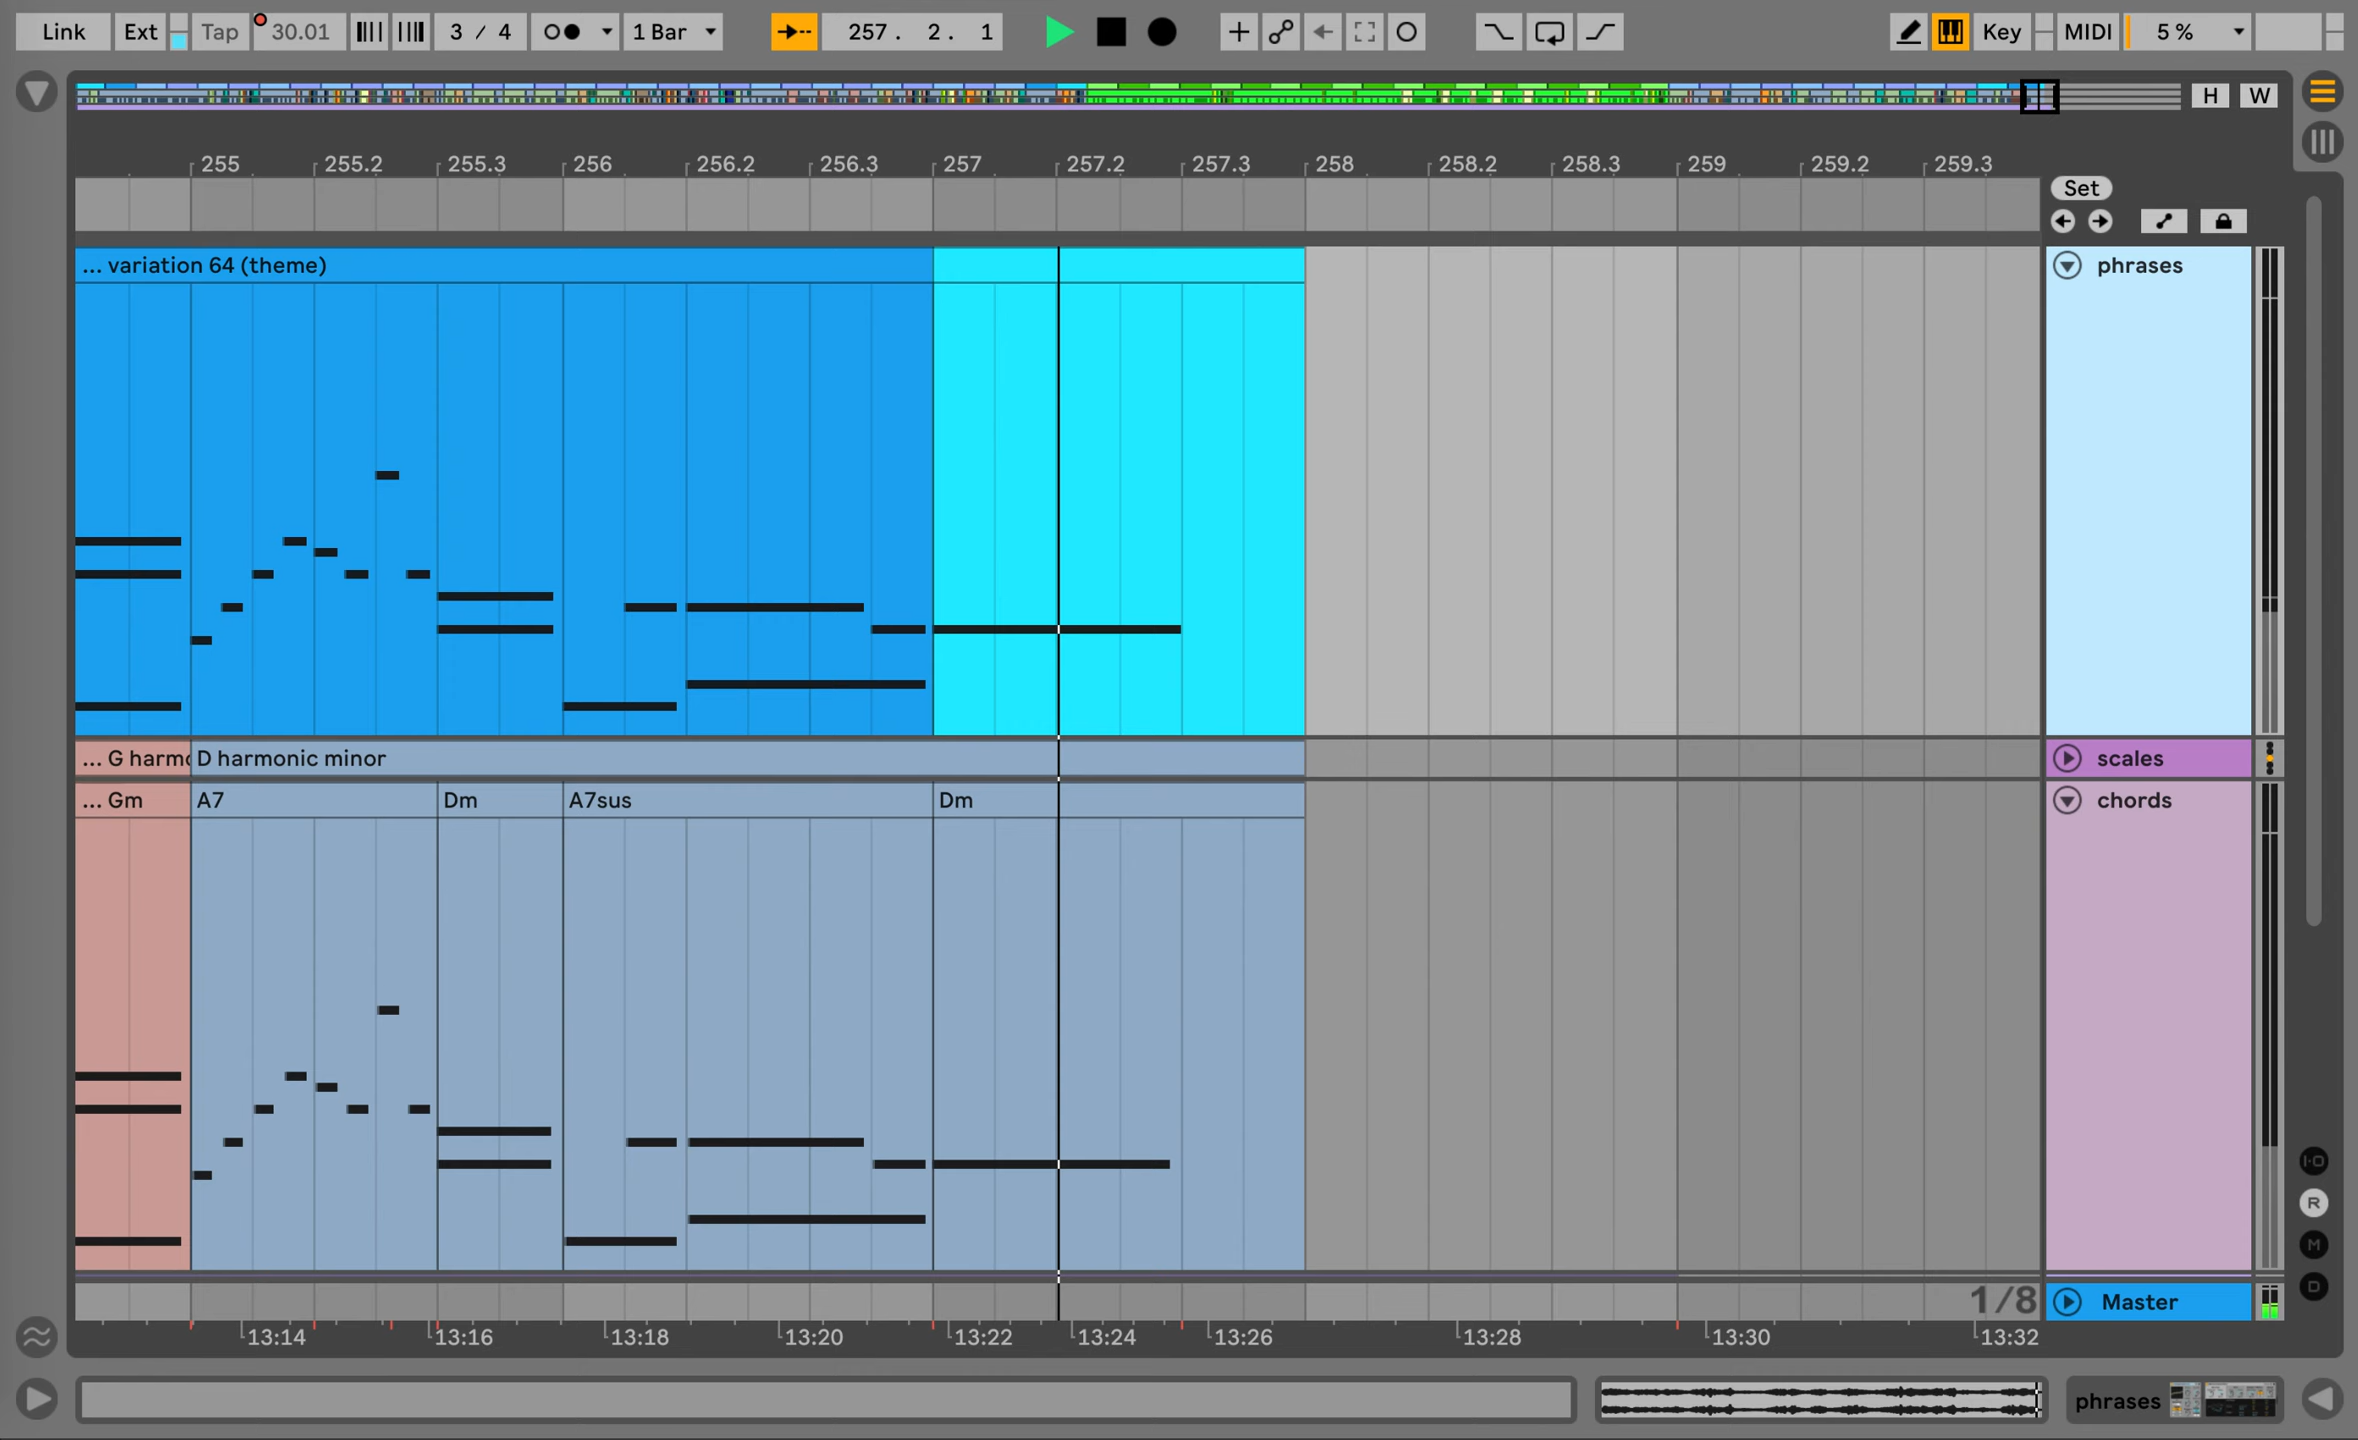 Link Ext Tap 30.01 3 / 4 1 Bar 257. 2. 1 Key MIDI 5 %
H W
255 255.2 255.3 256 256.2 256.3 257 257.2 257.3 258 258.2 258.3 259 259.2 259.3
Set
... variation 64 (theme) phrases
... G harmo D harmonic minor scales
... Gm A7 Dm A7sus Dm chords
I·O
R
M
D
1/8 Master
13:14 13:16 13:18 13:20 13:22 13:24 13:26 13:28 13:30 13:32
phrases